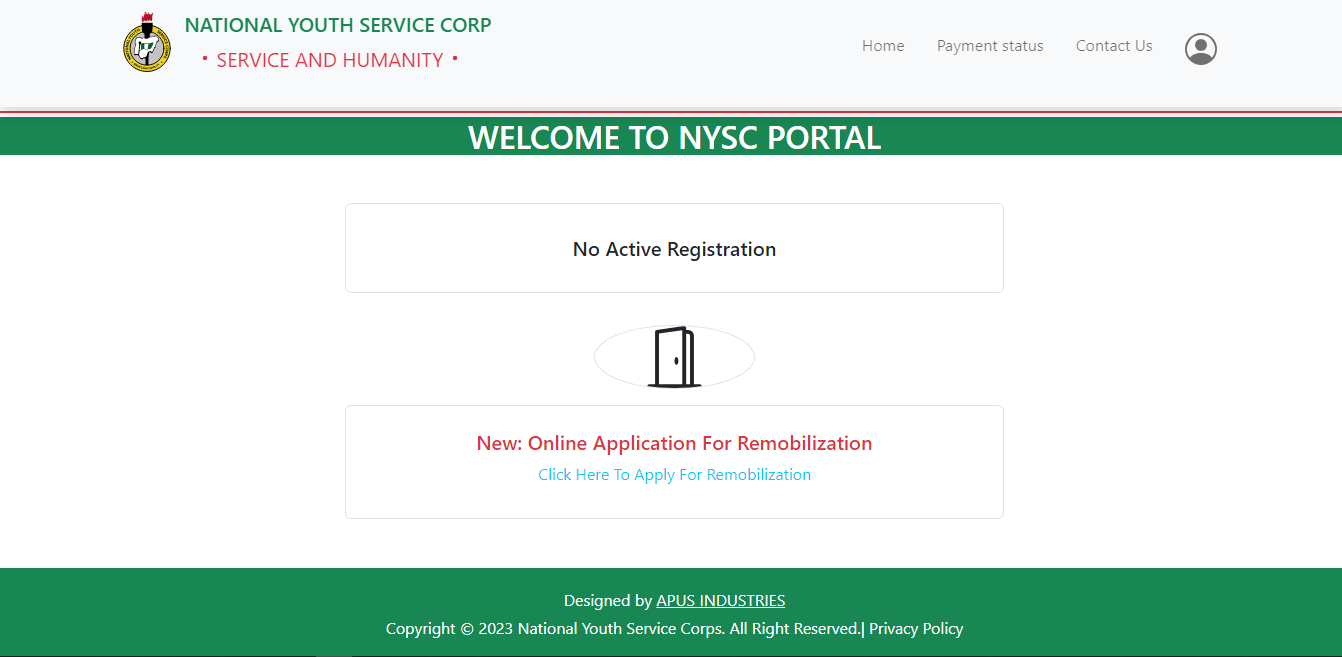 NATIONAL YOUTH SERVICE CORP
• SERVICE AND HUMANITY •
Home Payment status Contact Us
WELCOME TO NYSC PORTAL
No Active Registration
New: Online Application For Remobilization
Click Here To Apply For Remobilization
Designed by APUS INDUSTRIES
Copyright © 2023 National Youth Service Corps. All Right Reserved.| Privacy Policy